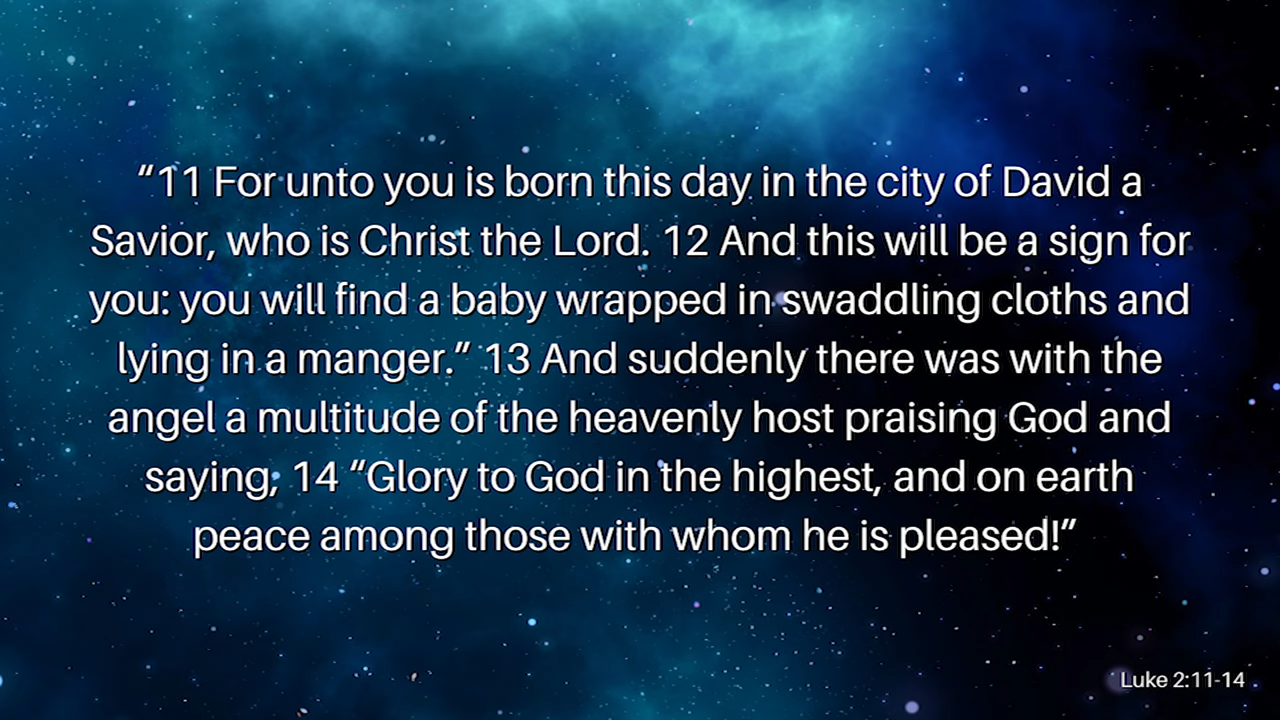 “11 For unto you is born this day in the city of David a
Savior, who is Christ the Lord. 12 And this will be a sign for
you: you will find a baby wrapped in swaddling cloths and
lying in a manger.” 13 And suddenly there was with the
angel a multitude of the heavenly host praising God and
saying, 14 “Glory to God in the highest, and on earth
peace among those with whom he is pleased!”
Luke 2:11-14